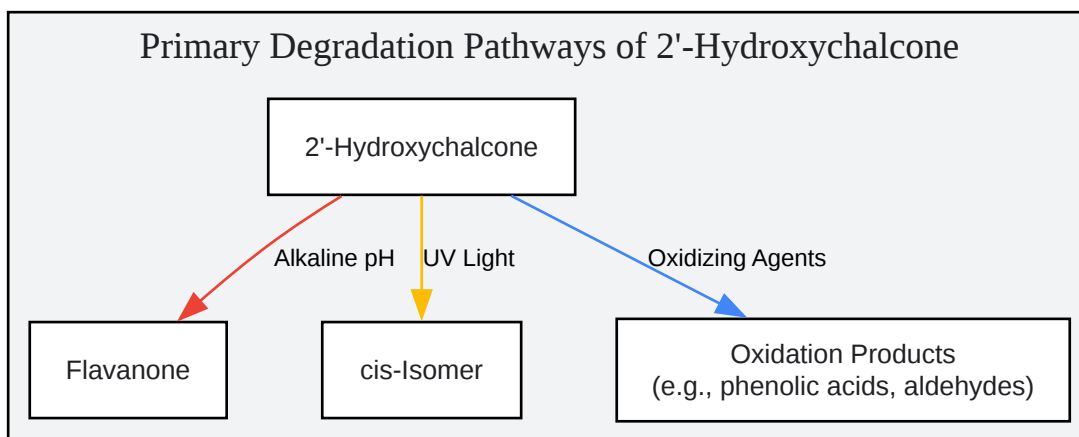 Primary Degradation Pathways of 2'-Hydroxychalcone
2'-Hydroxychalcone
Alkaline pH
UV Light
Oxidizing Agents
Flavanone
cis-Isomer
Oxidation Products
(e.g., phenolic acids, aldehydes)